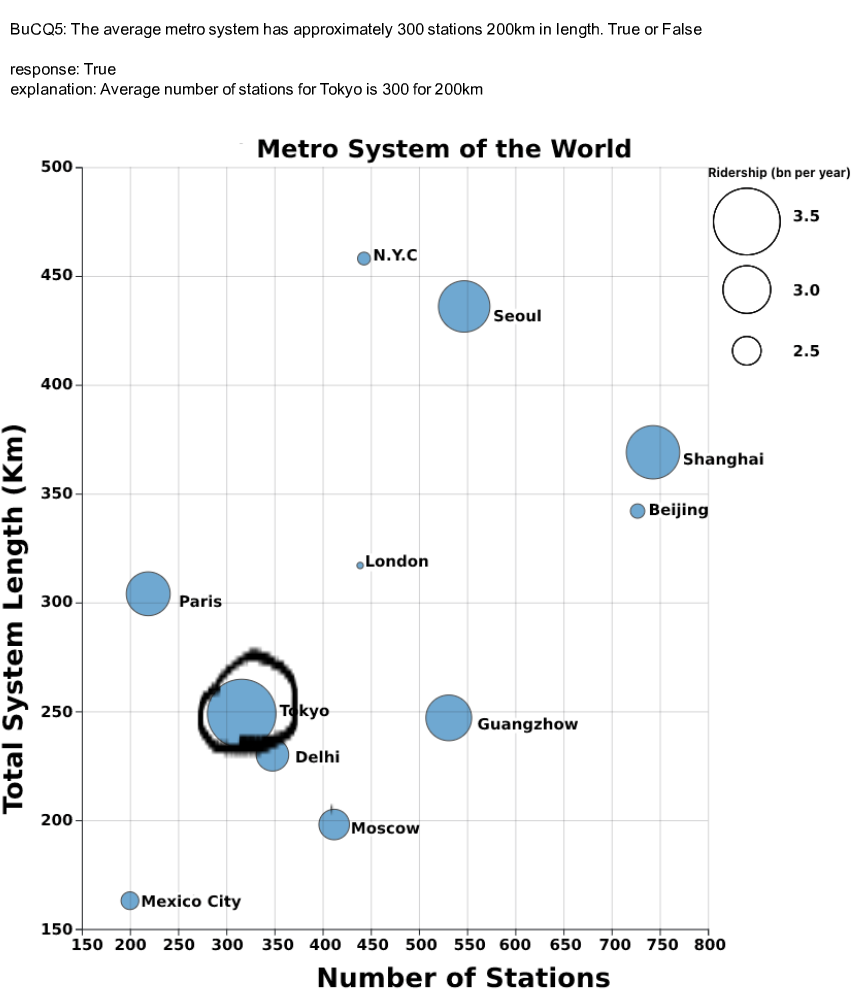 BuCQ5: The average metro system has approximately 300 stations 200km in length. True or False
response: True
explanation: Average number of stations for Tokyo is 300 for 200km
Metro System of the World
Ridership (bn per year)
3.5
3.0
2.5
500
450
400
350
300
250
200
150
Total System Length (Km)
N.Y.C
Seoul
Shanghai
Beijing
London
Paris
Tokyo
Guangzhow
Delhi
Moscow
Mexico City
150 200 250 300 350 400 450 500 550 600 650 700 750 800
Number of Stations